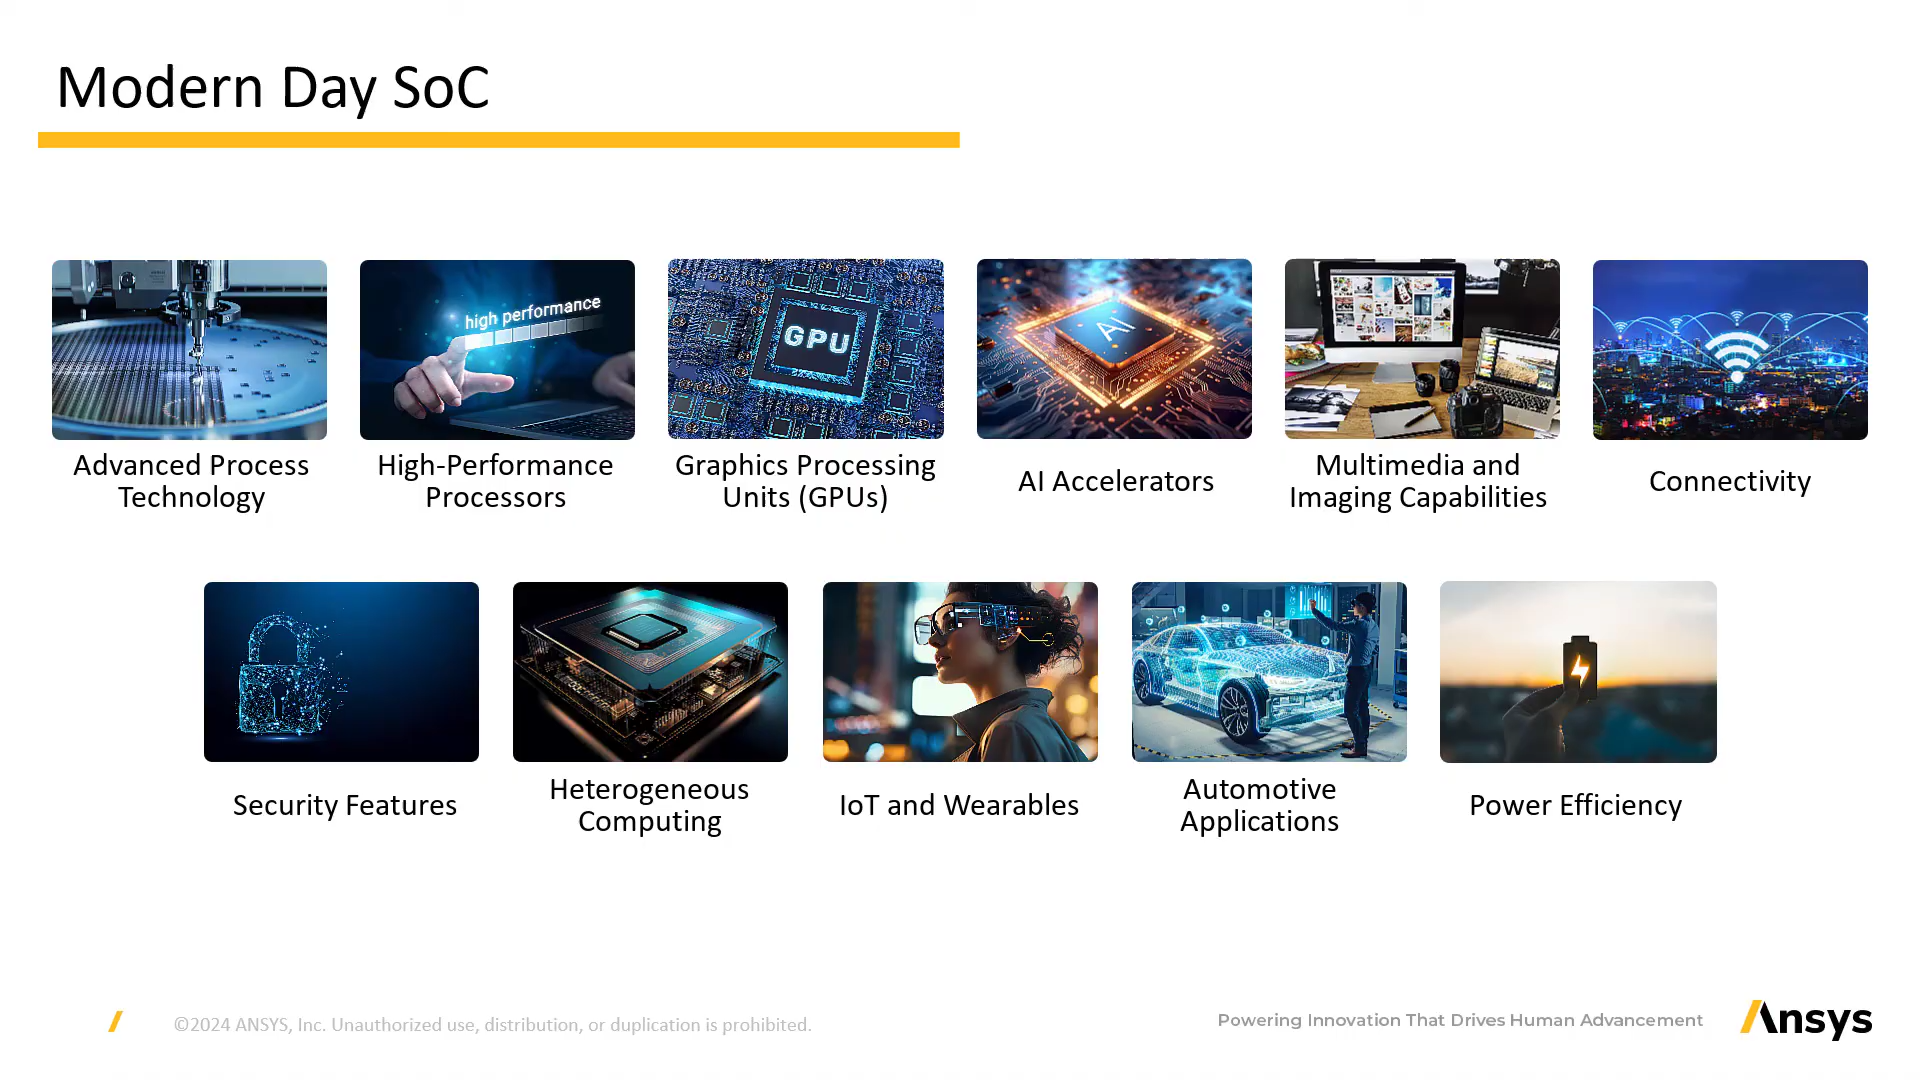 Modern Day SoC
high performance
GPU
AI
Advanced Process
Technology
High-Performance
Processors
Graphics Processing
Units (GPUs)
AI Accelerators
Multimedia and
Imaging Capabilities
Connectivity
Security Features
Heterogeneous
Computing
IoT and Wearables
Automotive
Applications
Power Efficiency
©2024 ANSYS, Inc. Unauthorized use, distribution, or duplication is prohibited.
Powering Innovation That Drives Human Advancement
Ansys